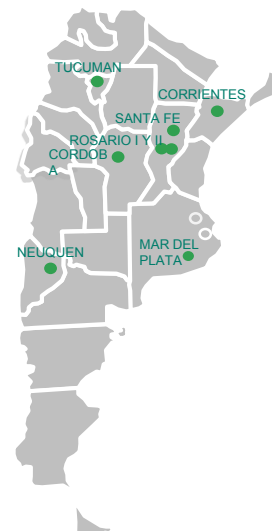 TUCUMAN
CORRIENTES
SANTA FE
ROSARIO I Y II
CORDOB
A
NEUQUEN
MAR DEL
PLATA